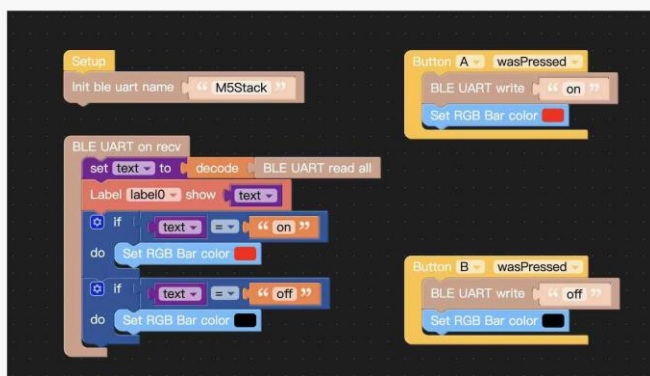 Setup
Init ble uart name “ M5Stack ”
BLE UART on recv
set text to decode BLE UART read all
Label label0 show text
if text = “ on ”
do Set RGB Bar color
if text = “ off ”
do Set RGB Bar color
Button A wasPressed
BLE UART write “ on ”
Set RGB Bar color
Button B wasPressed
BLE UART write “ off ”
Set RGB Bar color